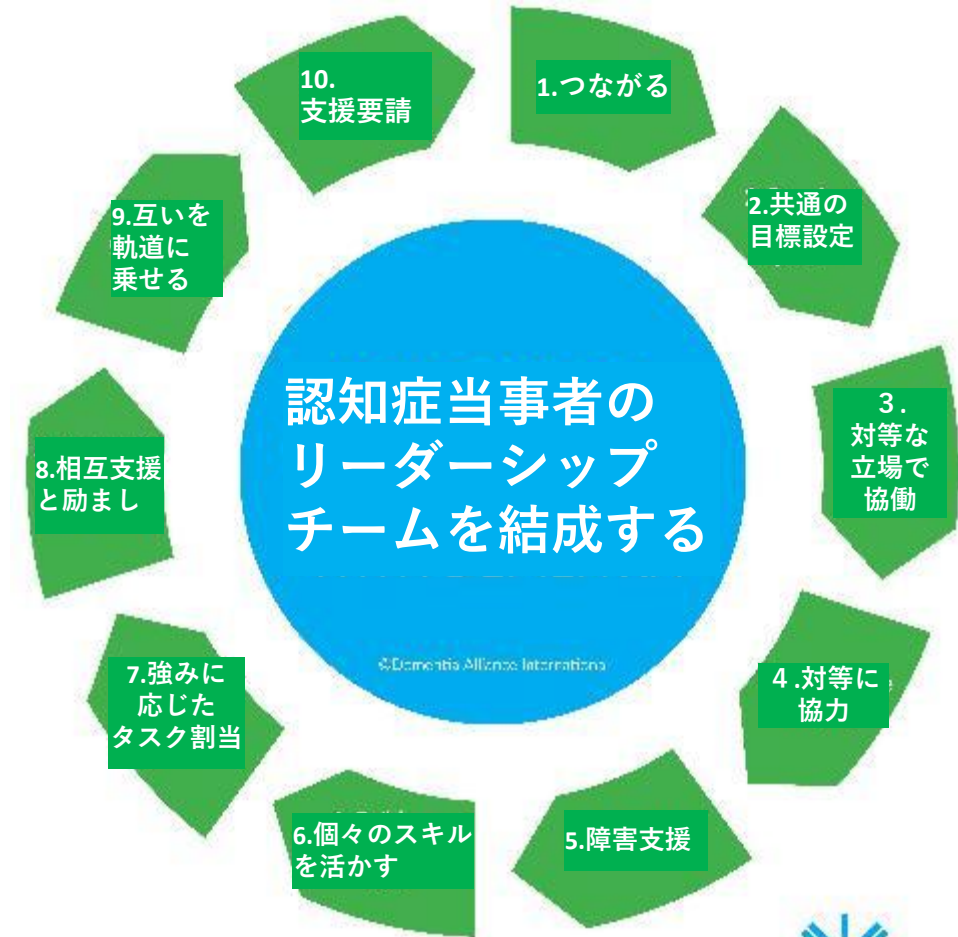 認知症当事者の
リーダーシップ
チームを結成する
©Dementia Alliance International
1.つながる
2.共通の
目標設定
３.
対等な
立場で
協働
４.対等に
協力
5.障害支援
6.個々のスキル
を活かす
7.強みに
応じた
タスク割当
8.相互支援
と励まし
9.互いを
軌道に
乗せる
10.
支援要請